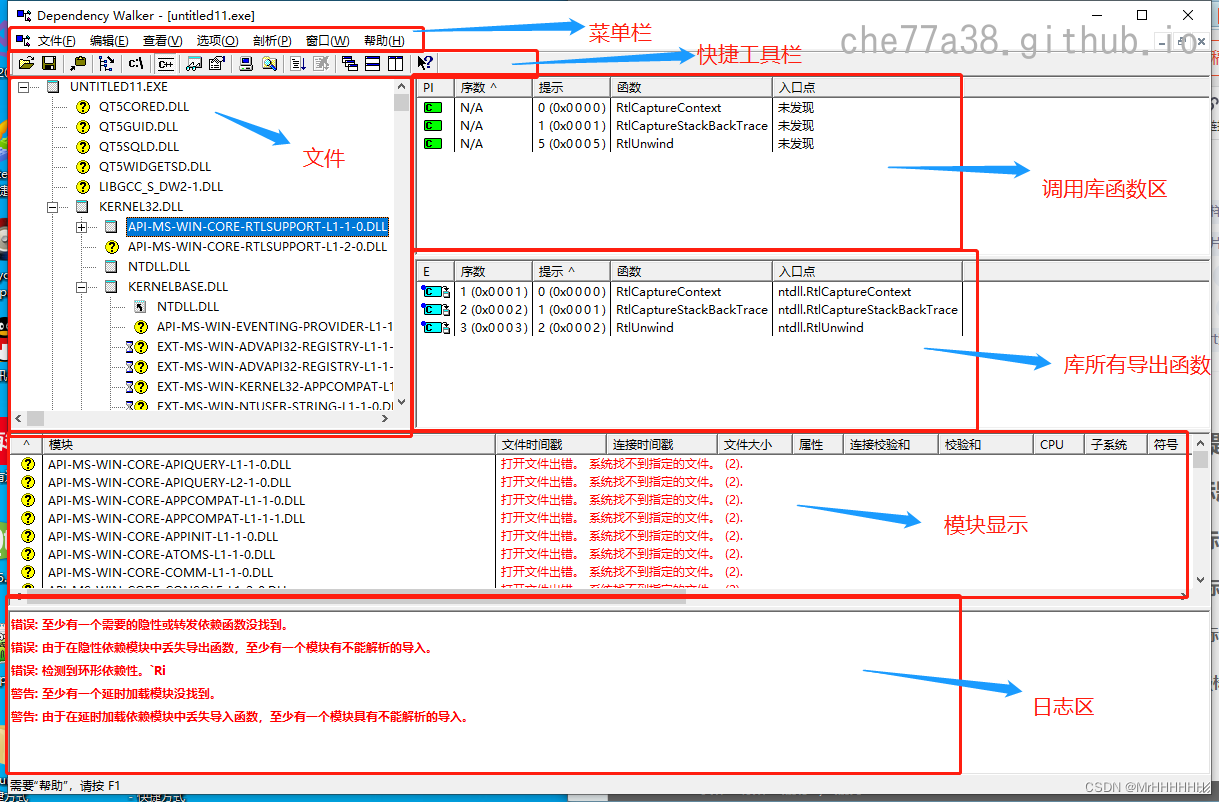 Dependency Walker - [untitled11.exe]
che77a38.github.io
文件(F) 编辑(E) 查看(V) 选项(O) 剖析(P) 窗口(W) 帮助(H)
菜单栏
快捷工具栏
C:\ C++
UNTITLED11.EXE
QT5CORED.DLL
QT5GUID.DLL
QT5SQLD.DLL
QT5WIDGETSD.DLL
LIBGCC_S_DW2-1.DLL
KERNEL32.DLL
API-MS-WIN-CORE-RTLSUPPORT-L1-1-0.DLL
API-MS-WIN-CORE-RTLSUPPORT-L1-2-0.DLL
NTDLL.DLL
KERNELBASE.DLL
NTDLL.DLL
API-MS-WIN-EVENTING-PROVIDER-L1-1
EXT-MS-WIN-ADVAPI32-REGISTRY-L1-1-
EXT-MS-WIN-ADVAPI32-REGISTRY-L1-1-
EXT-MS-WIN-KERNEL32-APPCOMPAT-L1
EXT-MS-WIN-NTUSER-STRING-L1-1-0.DI
文件
PI 序数 ^ 提示 函数 入口点
C N/A 0 (0x0000) RtlCaptureContext 未发现
C N/A 1 (0x0001) RtlCaptureStackBackTrace 未发现
C N/A 5 (0x0005) RtlUnwind 未发现
调用库函数区
E 序数 提示 ^ 函数 入口点
C 1 (0x0001) 0 (0x0000) RtlCaptureContext ntdll.RtlCaptureContext
C 2 (0x0002) 1 (0x0001) RtlCaptureStackBackTrace ntdll.RtlCaptureStackBackTrace
C 3 (0x0003) 2 (0x0002) RtlUnwind ntdll.RtlUnwind
库所有导出函数
^ 模块 文件时间戳 连接时间戳 文件大小 属性 连接校验和 校验和 CPU 子系统 符号
API-MS-WIN-CORE-APIQUERY-L1-1-0.DLL 打开文件出错。 系统找不到指定的文件。 (2).
API-MS-WIN-CORE-APIQUERY-L2-1-0.DLL 打开文件出错。 系统找不到指定的文件。 (2).
API-MS-WIN-CORE-APPCOMPAT-L1-1-0.DLL 打开文件出错。 系统找不到指定的文件。 (2).
API-MS-WIN-CORE-APPCOMPAT-L1-1-1.DLL 打开文件出错。 系统找不到指定的文件。 (2).
API-MS-WIN-CORE-APPINIT-L1-1-0.DLL 打开文件出错。 系统找不到指定的文件。 (2).
API-MS-WIN-CORE-ATOMS-L1-1-0.DLL 打开文件出错。 系统找不到指定的文件。 (2).
API-MS-WIN-CORE-COMM-L1-1-0.DLL 打开文件出错。 系统找不到指定的文件。 (2).
模块显示
错误: 至少有一个需要的隐性或转发依赖函数没找到。
错误: 由于在隐性依赖模块中丢失导出函数，至少有一个模块有不能解析的导入。
错误: 检测到环形依赖性。`Ri
警告: 至少有一个延时加载模块没找到。
警告: 由于在延时加载依赖模块中丢失导入函数，至少有一个模块具有不能解析的导入。
日志区
需要“帮助”，请按 F1